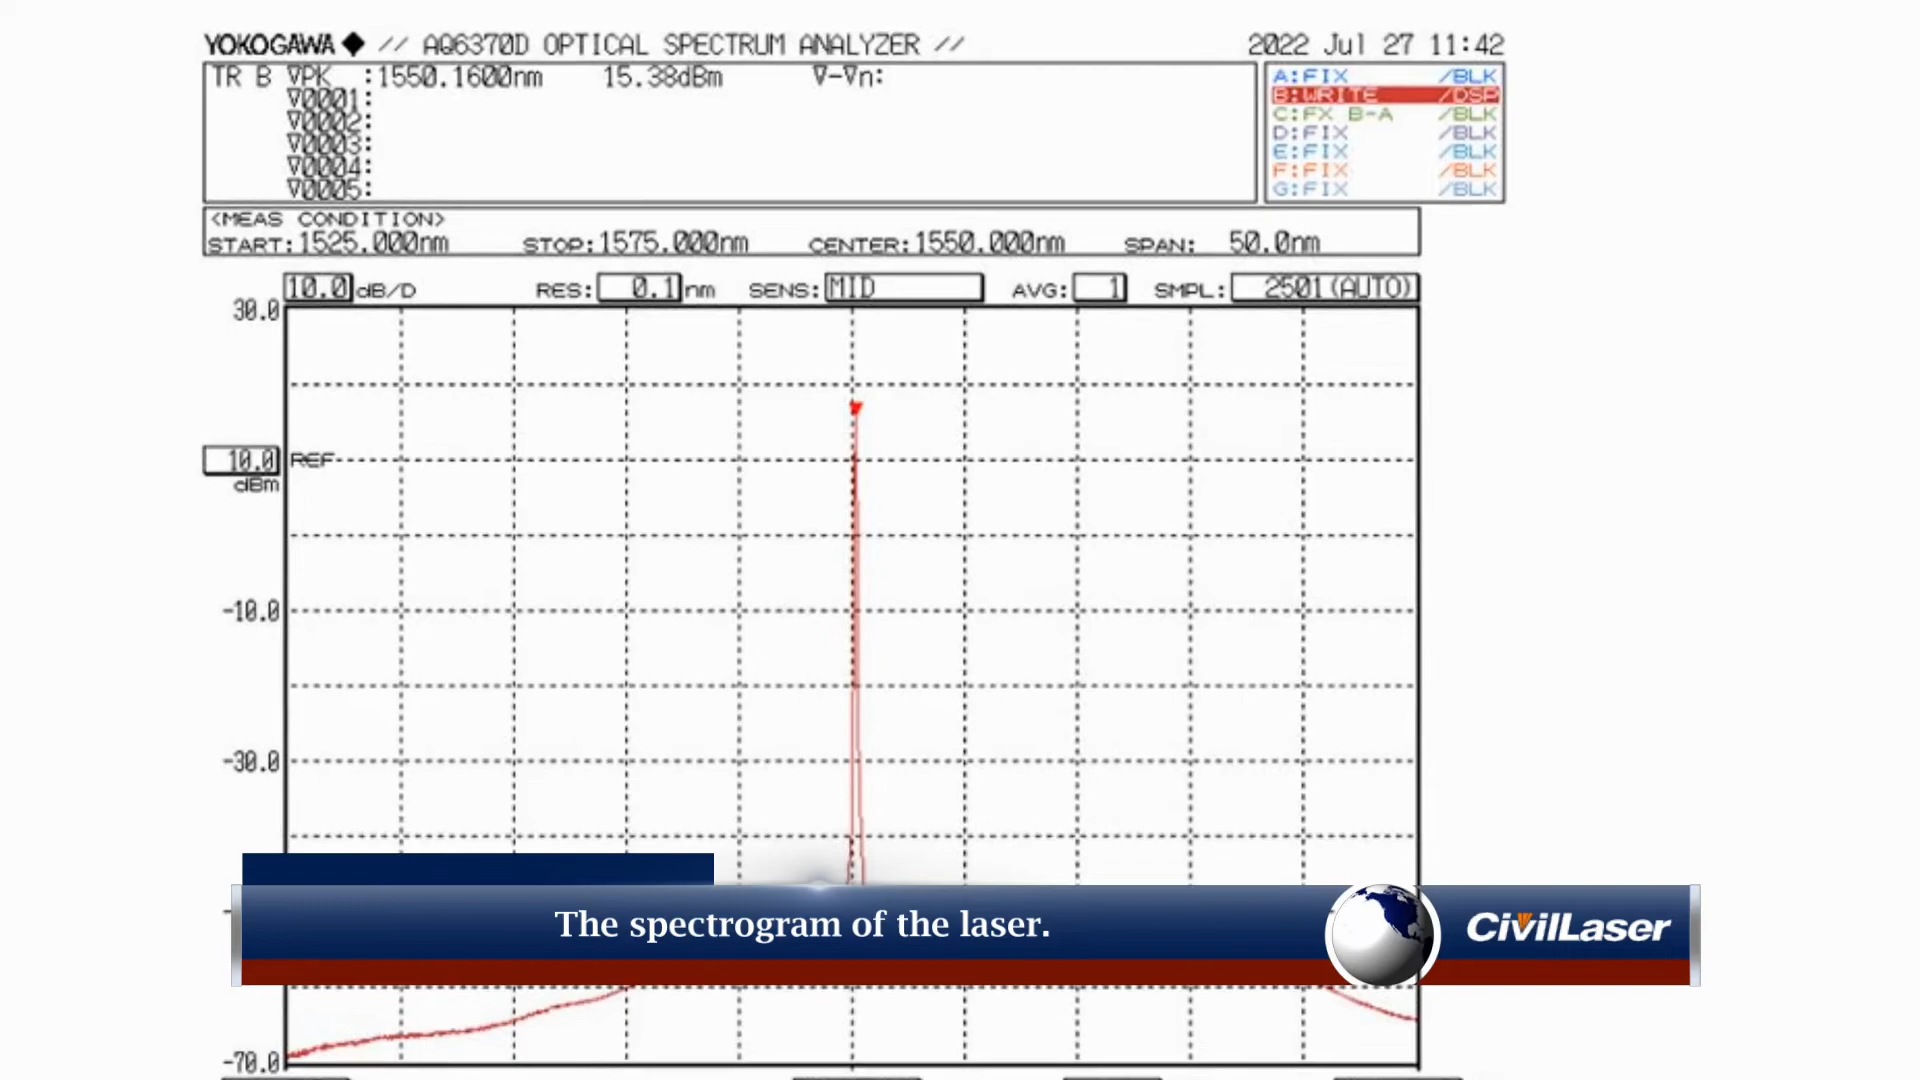 YOKOGAWA◆ // AQ6370D OPTICAL SPECTRUM ANALYZER // 2022 Jul 27 11:42
TR B ∇PK :1550.1600nm 15.38dBm ∇-∇n:
∇0001:
∇0002:
∇0003:
∇0004:
∇0005:
A:FIX /BLK
B:WRITE /DSP
C:FX B-A /BLK
D:FIX /BLK
E:FIX /BLK
F:FIX /BLK
G:FIX /BLK
<MEAS CONDITION>
START:1525.000nm STOP:1575.000nm CENTER:1550.000nm SPAN: 50.0nm
10.0 dB/D RES: 0.1 nm SENS: MID AVG: 1 SMPL: 2501(AUTO)
30.0
10.0 REF
dBm
-10.0
-30.0
The spectrogram of the laser.
CivilLaser
-70.0